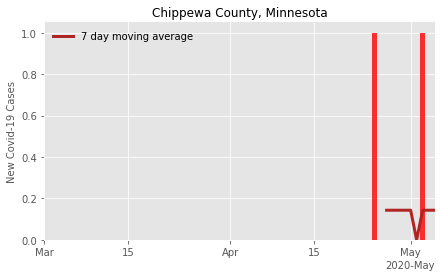 Chippewa County, Minnesota
7 day moving average
New Covid-19 Cases
1.0
0.8
0.6
0.4
0.2
0.0
Mar
15
Apr
15
May
2020-May